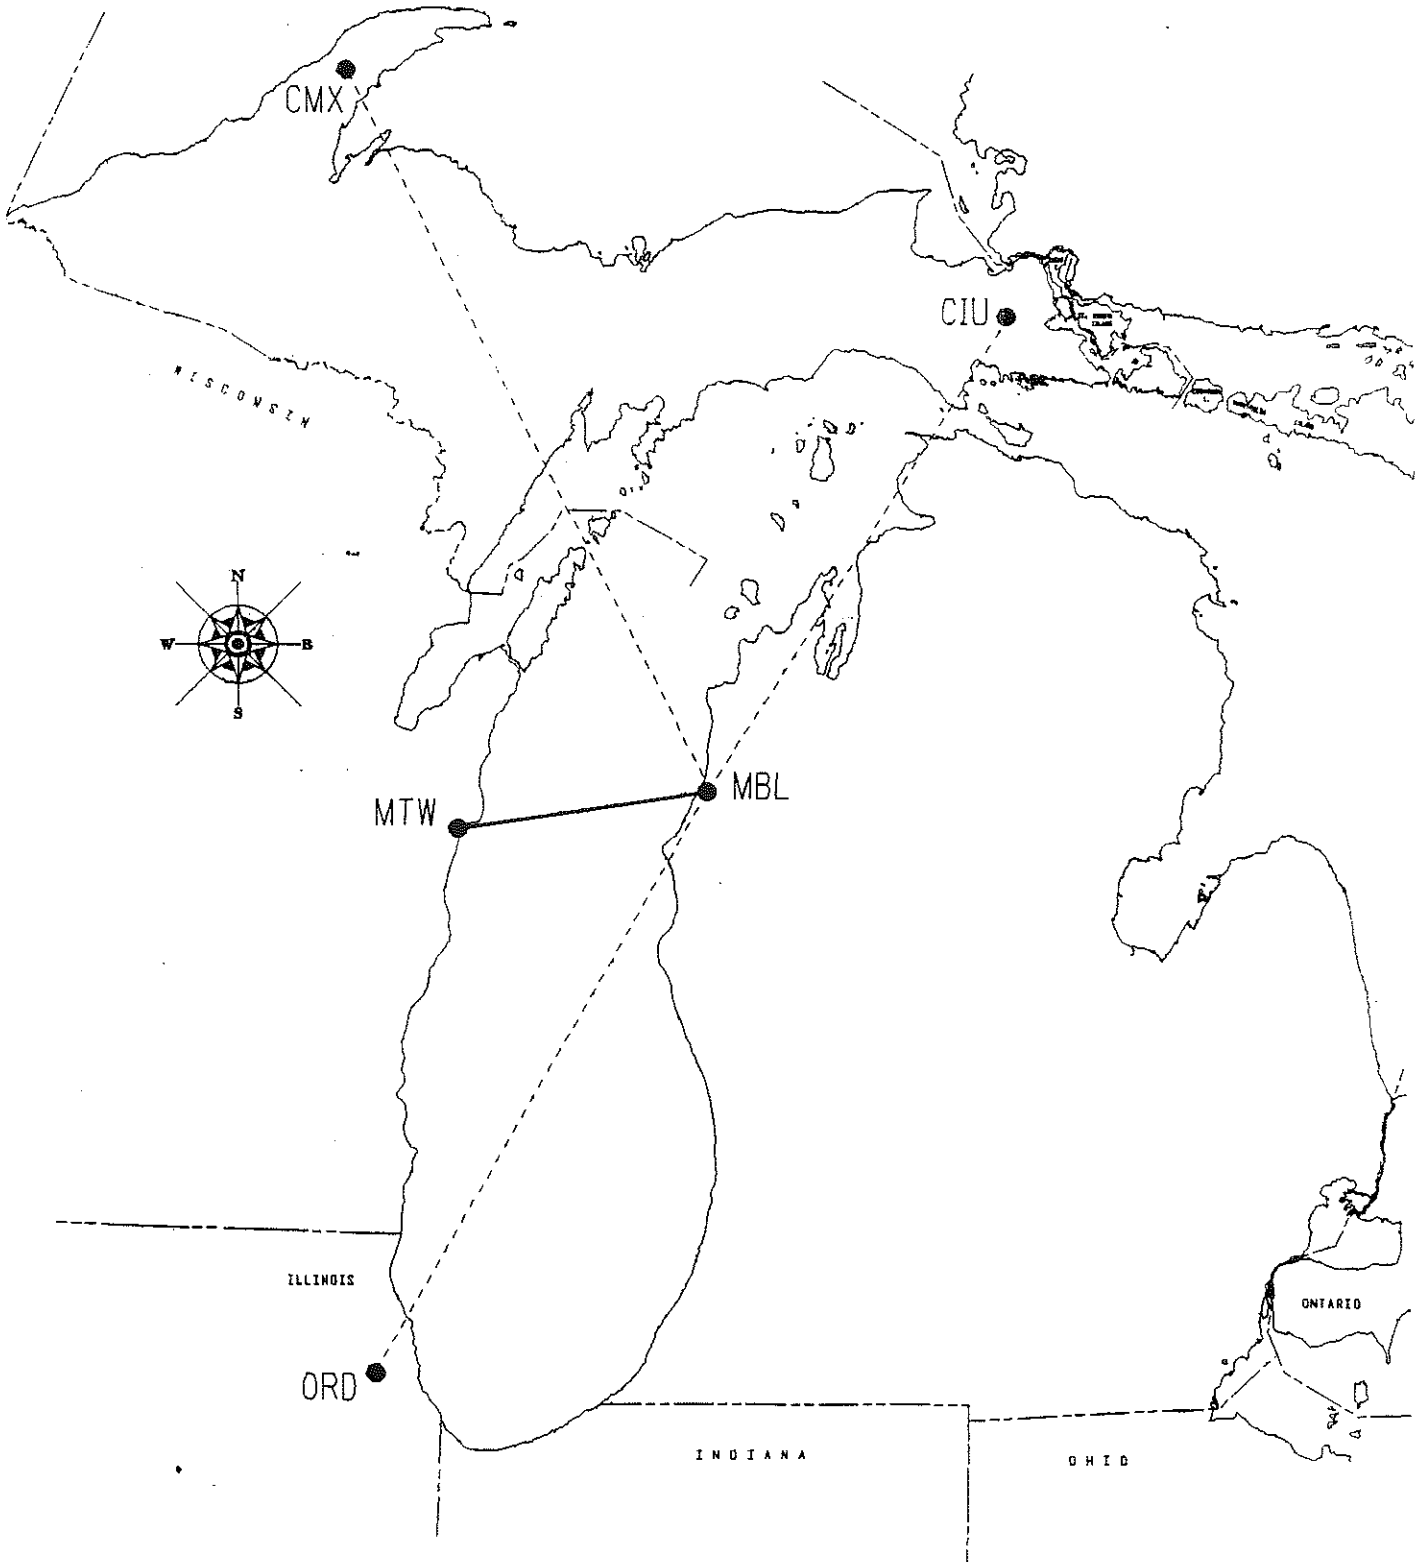 CMX
CIU
WISCONSIN
N
W
E
S
MBL
MTW
ILLINOIS
ONTARIO
ORD
INDIANA
OHIO